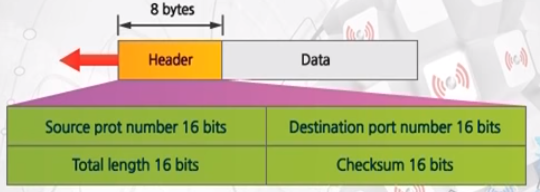 8 bytes
Header
Data
Source prot number 16 bits
Destination port number 16 bits
Total length 16 bits
Checksum 16 bits